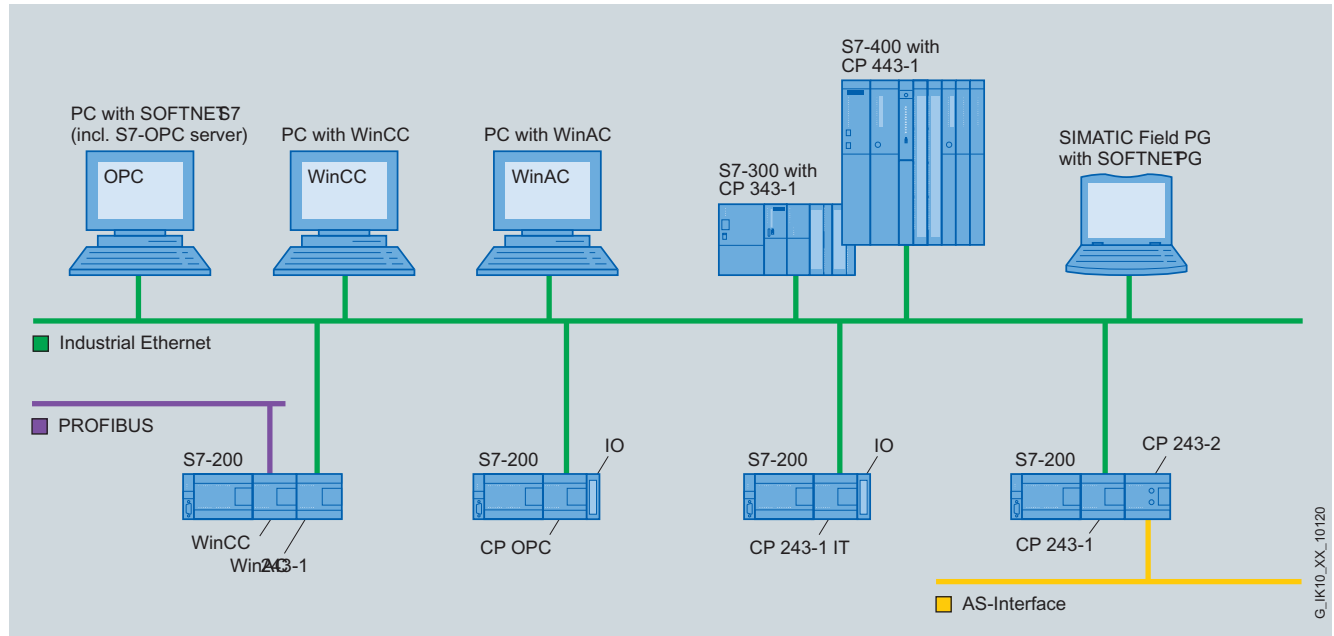 S7-400 with
CP 443-1
PC with SOFTNET S7
(incl. S7-OPC server)
PC with WinCC
PC with WinAC
S7-300 with
CP 343-1
SIMATIC Field PG
with SOFTNET PG
OPC
WinCC
WinAC
Industrial Ethernet
PROFIBUS
S7-200
S7-200
IO
S7-200
IO
S7-200
CP 243-2
WinCC
WinAC
243-1
CP OPC
CP 243-1 IT
CP 243-1
AS-Interface
G_IK10_XX_10120